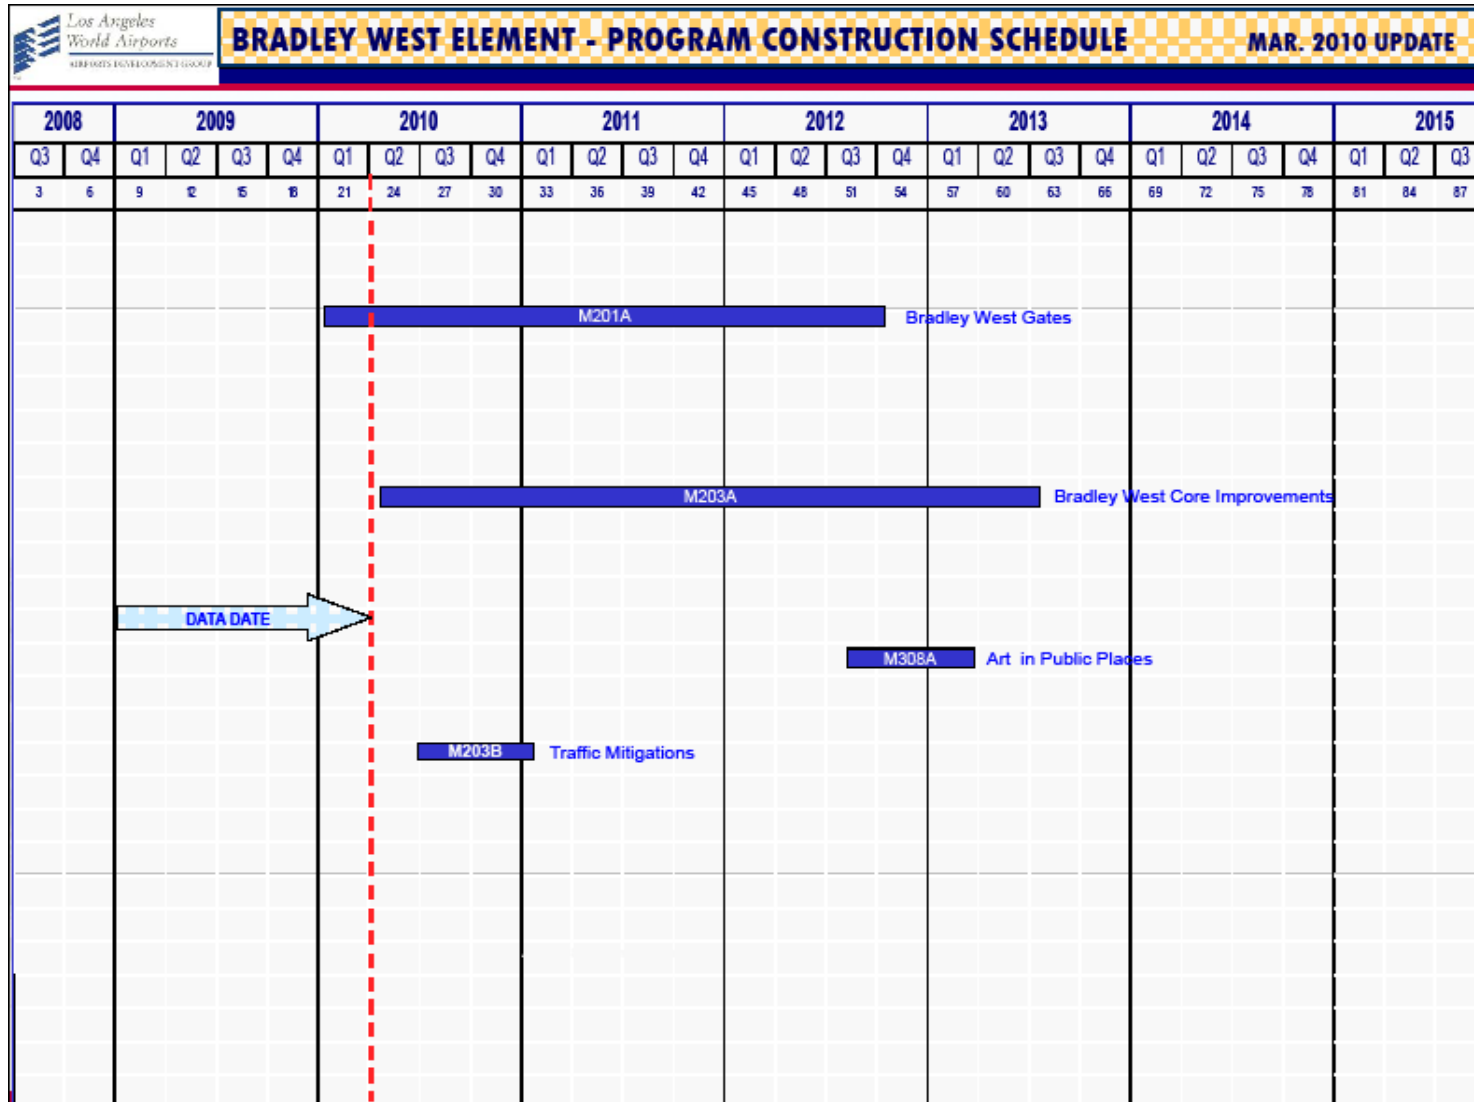 Los Angeles
World Airports
AIRPORTS DEVELOPMENT GROUP
BRADLEY WEST ELEMENT - PROGRAM CONSTRUCTION SCHEDULE MAR. 2010 UPDATE
2008 2009 2010 2011 2012 2013 2014 2015
Q3 Q4 Q1 Q2 Q3 Q4 Q1 Q2 Q3 Q4 Q1 Q2 Q3 Q4 Q1 Q2 Q3 Q4 Q1 Q2 Q3 Q4 Q1 Q2 Q3 Q4 Q1 Q2 Q3
3 6 9 12 15 18 21 24 27 30 33 36 39 42 45 48 51 54 57 60 63 66 69 72 75 78 81 84 87
M201A Bradley West Gates
M203A Bradley West Core Improvements
DATA DATE
M308A Art in Public Places
M203B Traffic Mitigations